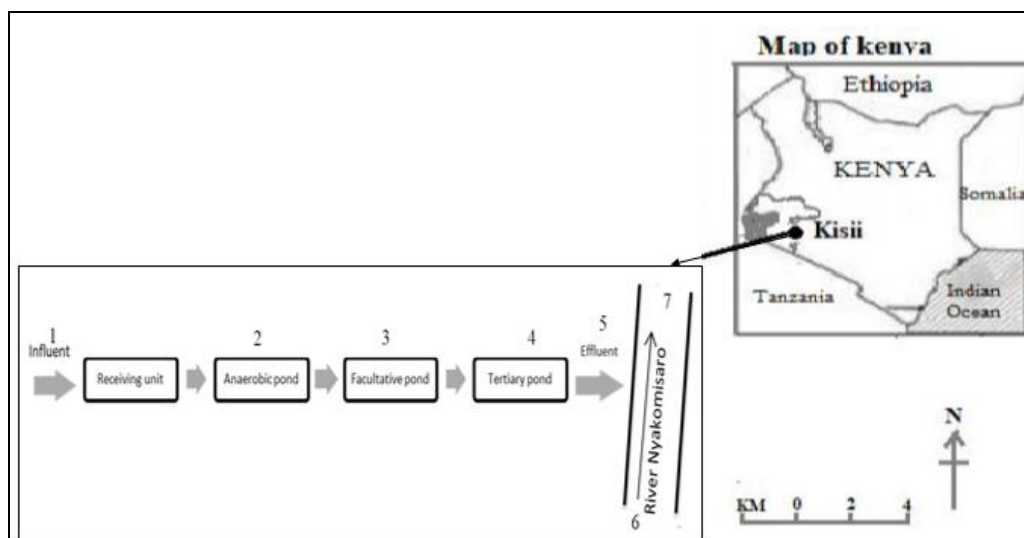 Map of kenya
Ethiopia
KENYA
Somalia
Kisii
Tanzania
Indian
Ocean
1
Influent
Receiving unit
2
Anaerobic pond
3
Facultative pond
4
Tertiary pond
5
Effluent
7
River Nyakomisaro
6
N
KM 0 2 4